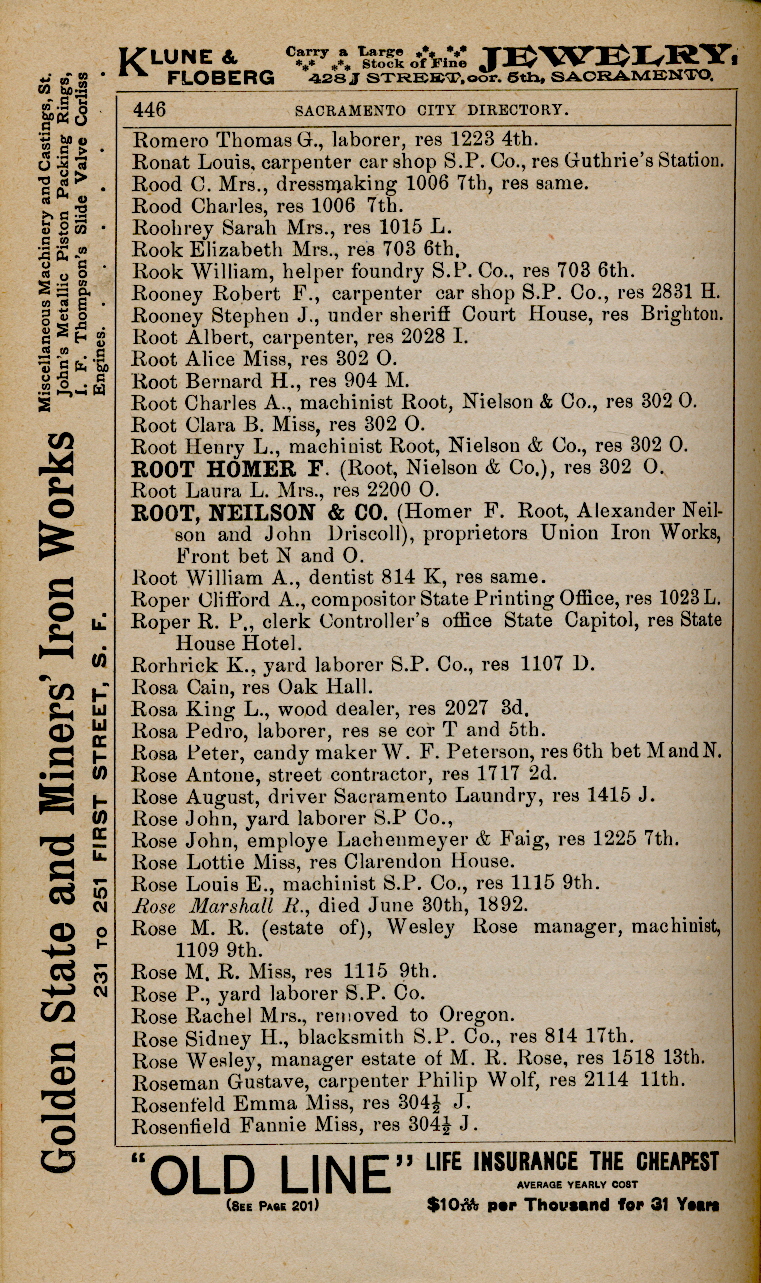 KLUNE & FLOBERG Carry a Large Stock of Fine JEWELRY,
428 J STREET, cor. 5th, SACRAMENTO.
446 SACRAMENTO CITY DIRECTORY.
Romero Thomas G., laborer, res 1223 4th.
Ronat Louis, carpenter car shop S.P. Co., res Guthrie's Station.
Rood C. Mrs., dressmaking 1006 7th, res same.
Rood Charles, res 1006 7th.
Roohrey Sarah Mrs., res 1015 L.
Rook Elizabeth Mrs., res 703 6th.
Rook William, helper foundry S.P. Co., res 703 6th.
Rooney Robert F., carpenter car shop S.P. Co., res 2831 H.
Rooney Stephen J., under sheriff Court House, res Brighton.
Root Albert, carpenter, res 2028 I.
Root Alice Miss, res 302 O.
Root Bernard H., res 904 M.
Root Charles A., machinist Root, Nielson & Co., res 302 O.
Root Clara B. Miss, res 302 O.
Root Henry L., machinist Root, Nielson & Co., res 302 O.
ROOT HOMER F. (Root, Nielson & Co.), res 302 O.
Root Laura L. Mrs., res 2200 O.
ROOT, NEILSON & CO. (Homer F. Root, Alexander Neil-
son and John Driscoll), proprietors Union Iron Works,
Front bet N and O.
Root William A., dentist 814 K, res same.
Roper Clifford A., compositor State Printing Office, res 1023 L.
Roper R. P., clerk Controller's office State Capitol, res State
House Hotel.
Rorhrick K., yard laborer S.P. Co., res 1107 D.
Rosa Cain, res Oak Hall.
Rosa King L., wood dealer, res 2027 3d.
Rosa Pedro, laborer, res se cor T and 5th.
Rosa Peter, candy maker W. F. Peterson, res 6th bet M and N.
Rose Antone, street contractor, res 1717 2d.
Rose August, driver Sacramento Laundry, res 1415 J.
Rose John, yard laborer S.P Co.,
Rose John, employe Lachenmeyer & Faig, res 1225 7th.
Rose Lottie Miss, res Clarendon House.
Rose Louis E., machinist S.P. Co., res 1115 9th.
Rose Marshall R., died June 30th, 1892.
Rose M. R. (estate of), Wesley Rose manager, machinist,
1109 9th.
Rose M. R. Miss, res 1115 9th.
Rose P., yard laborer S.P. Co.
Rose Rachel Mrs., removed to Oregon.
Rose Sidney H., blacksmith S.P. Co., res 814 17th.
Rose Wesley, manager estate of M. R. Rose, res 1518 13th.
Roseman Gustave, carpenter Philip Wolf, res 2114 11th.
Rosenfeld Emma Miss, res 304½ J.
Rosenfield Fannie Miss, res 304½ J.
Golden State and Miners' Iron Works
231 TO 251 FIRST STREET, S. F.
Miscellaneous Machinery and Castings, St.
John's Metallic Piston Packing Rings,
I. F. Thompson's Slide Valve Corliss
Engines. . . . . .
"OLD LINE" LIFE INSURANCE THE CHEAPEST
AVERAGE YEARLY COST
(SEE PAGE 201) $10 per Thousand for 31 Years